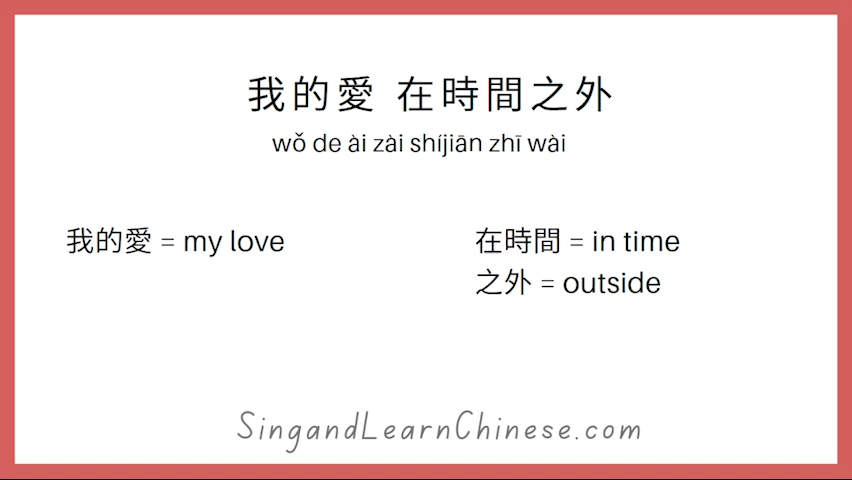 我的愛 在時間之外
wǒ de ài zài shíjiān zhī wài
我的愛 = my love
在時間 = in time
之外 = outside
SingandLearnChinese.com